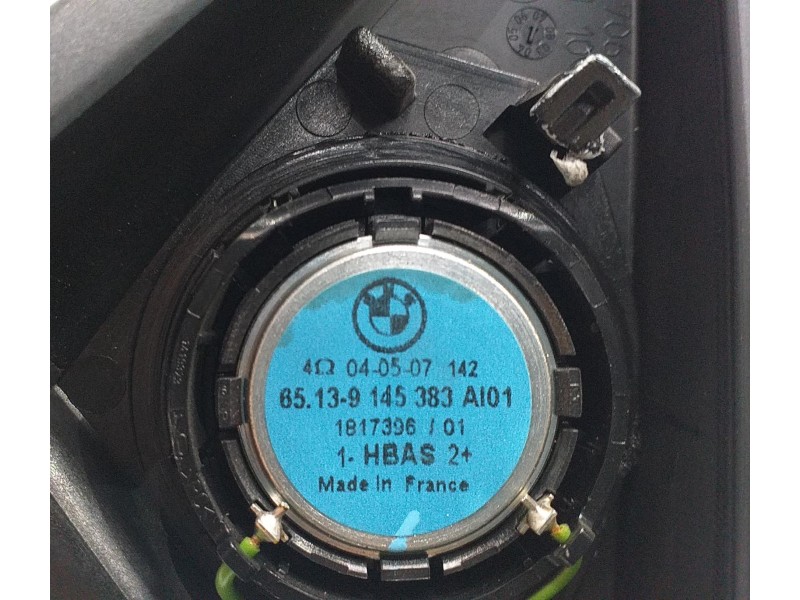 4Ω 04-05-07 142
65.13-9 145 383 AI01
1817396 / 01
1- HBAS 2+
Made In France